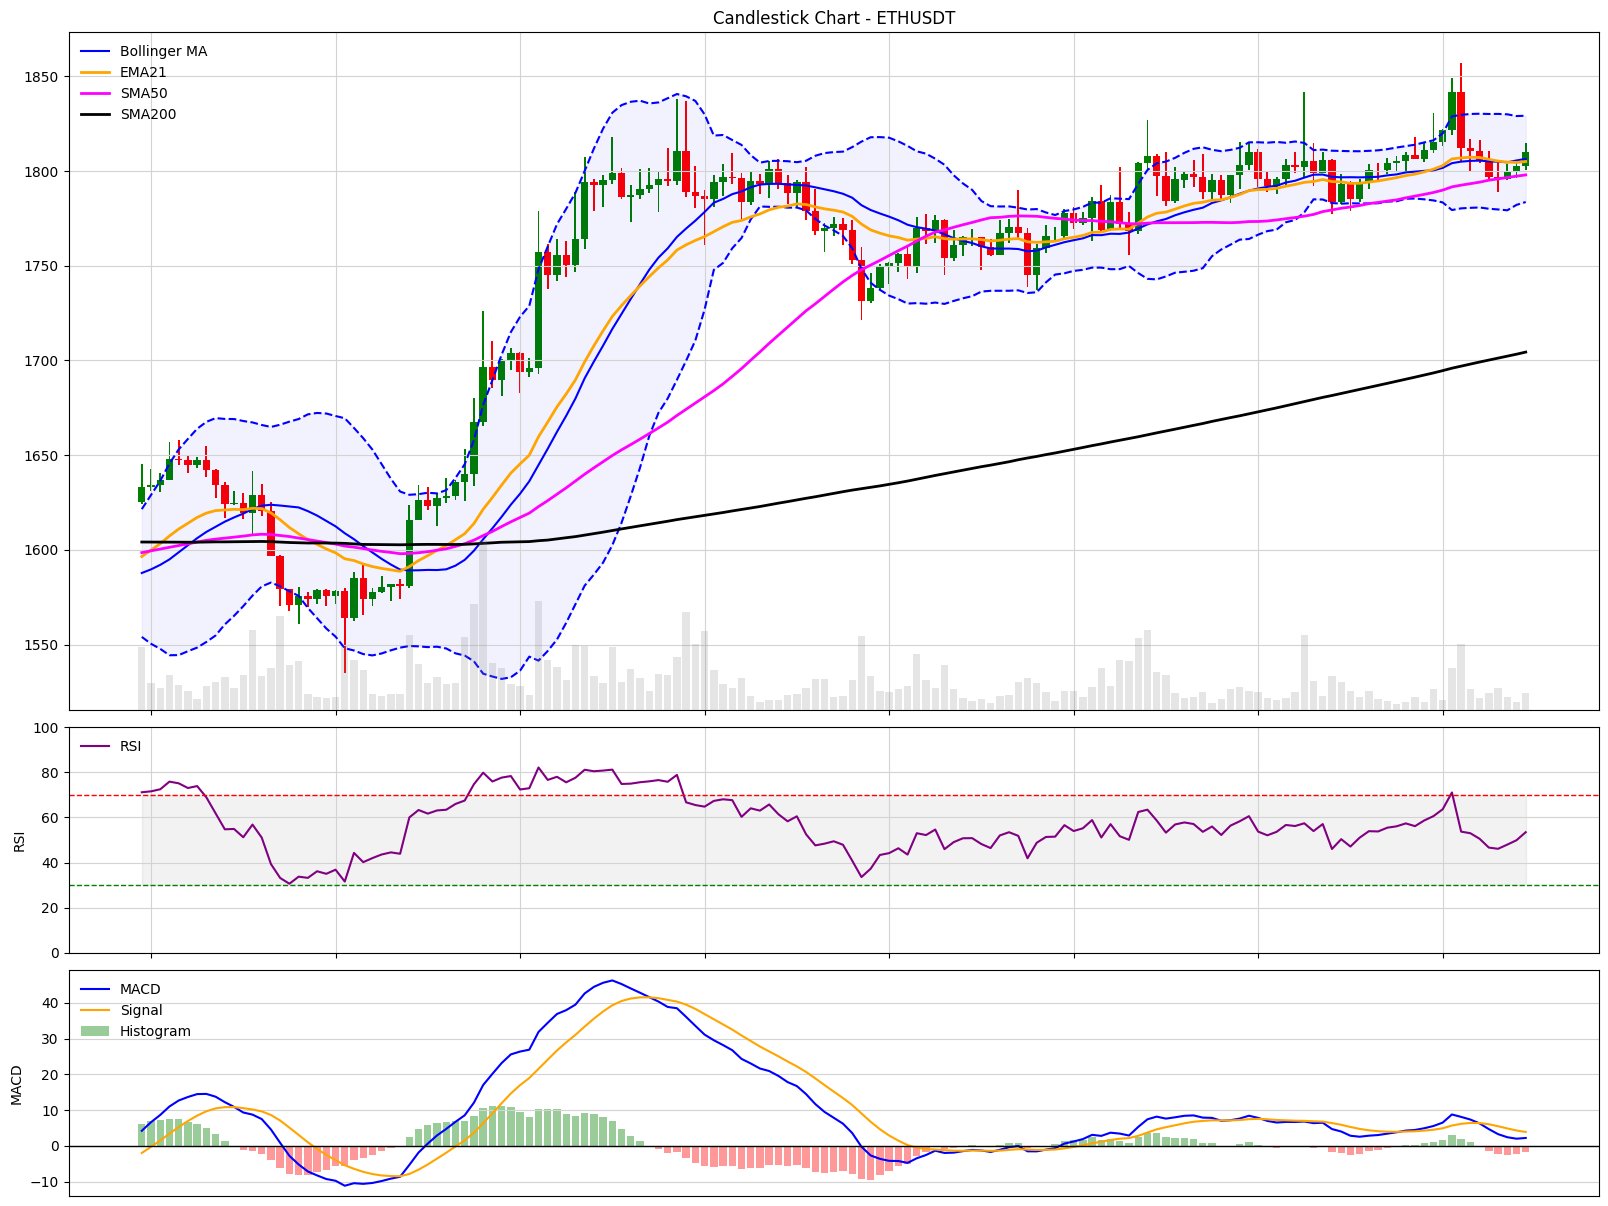 Candlestick Chart - ETHUSDT
Bollinger MA
EMA21
SMA50
SMA200
1850
1800
1750
1700
1650
1600
1550
RSI
100
80
60
40
20
0
RSI
MACD
Signal
Histogram
40
30
20
10
0
−10
MACD